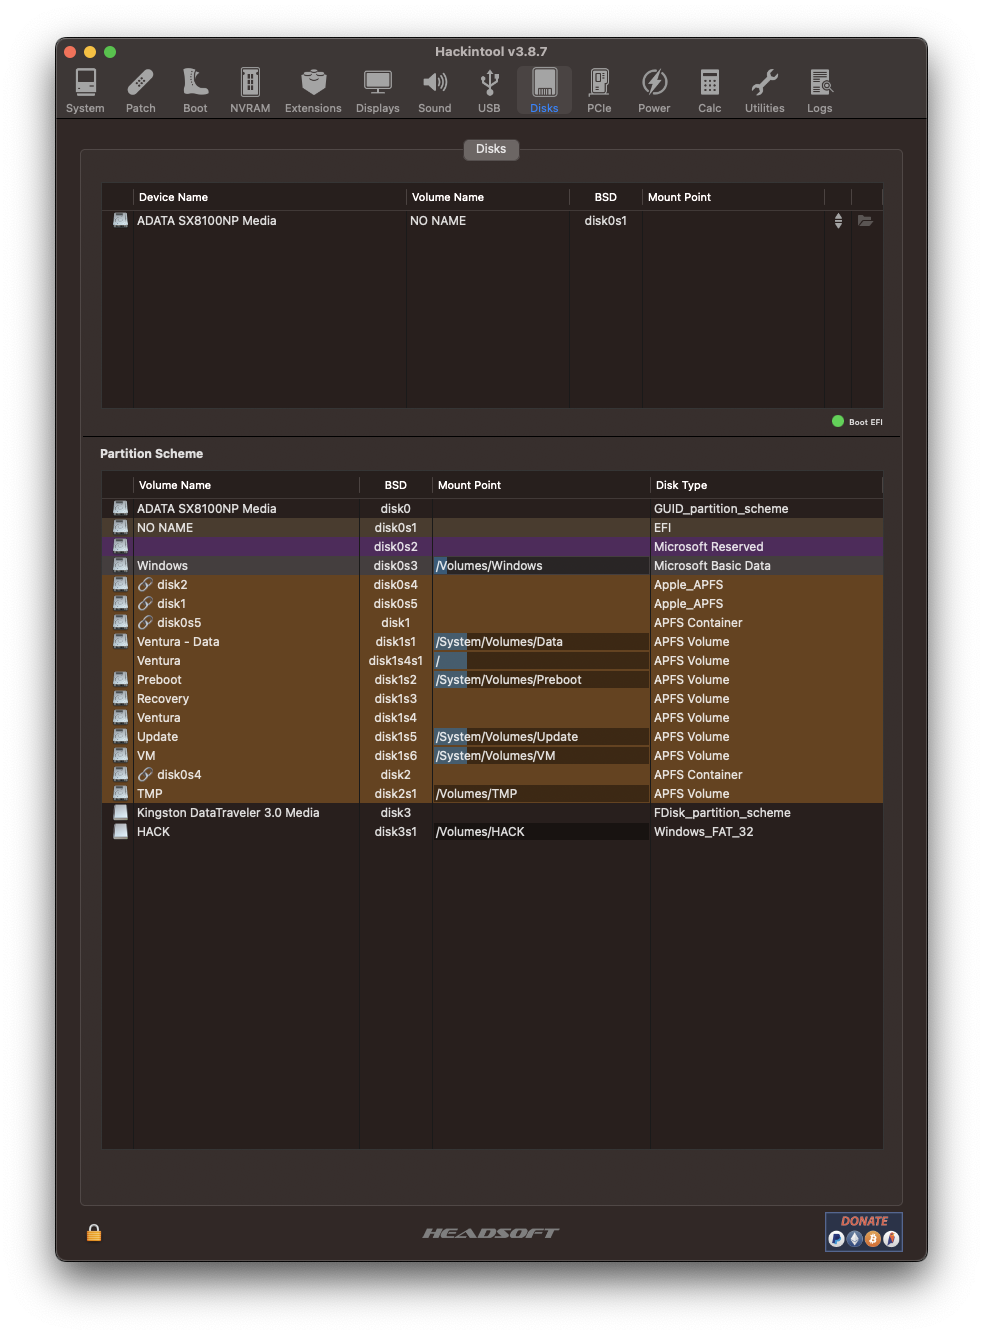 Hackintool v3.8.7
System Patch Boot NVRAM Extensions Displays Sound USB Disks PCIe Power Calc Utilities Logs
Disks
Device Name Volume Name BSD Mount Point
ADATA SX8100NP Media NO NAME disk0s1
Boot EFI
Partition Scheme
Volume Name BSD Mount Point Disk Type
ADATA SX8100NP Media disk0 GUID_partition_scheme
NO NAME disk0s1 EFI
disk0s2 Microsoft Reserved
Windows disk0s3 /Volumes/Windows Microsoft Basic Data
disk2 disk0s4 Apple_APFS
disk1 disk0s5 Apple_APFS
disk0s5 disk1 APFS Container
Ventura - Data disk1s1 /System/Volumes/Data APFS Volume
Ventura disk1s4s1 / APFS Volume
Preboot disk1s2 /System/Volumes/Preboot APFS Volume
Recovery disk1s3 APFS Volume
Ventura disk1s4 APFS Volume
Update disk1s5 /System/Volumes/Update APFS Volume
VM disk1s6 /System/Volumes/VM APFS Volume
disk0s4 disk2 APFS Container
TMP disk2s1 /Volumes/TMP APFS Volume
Kingston DataTraveler 3.0 Media disk3 FDisk_partition_scheme
HACK disk3s1 /Volumes/HACK Windows_FAT_32
HEADSOFT
DONATE